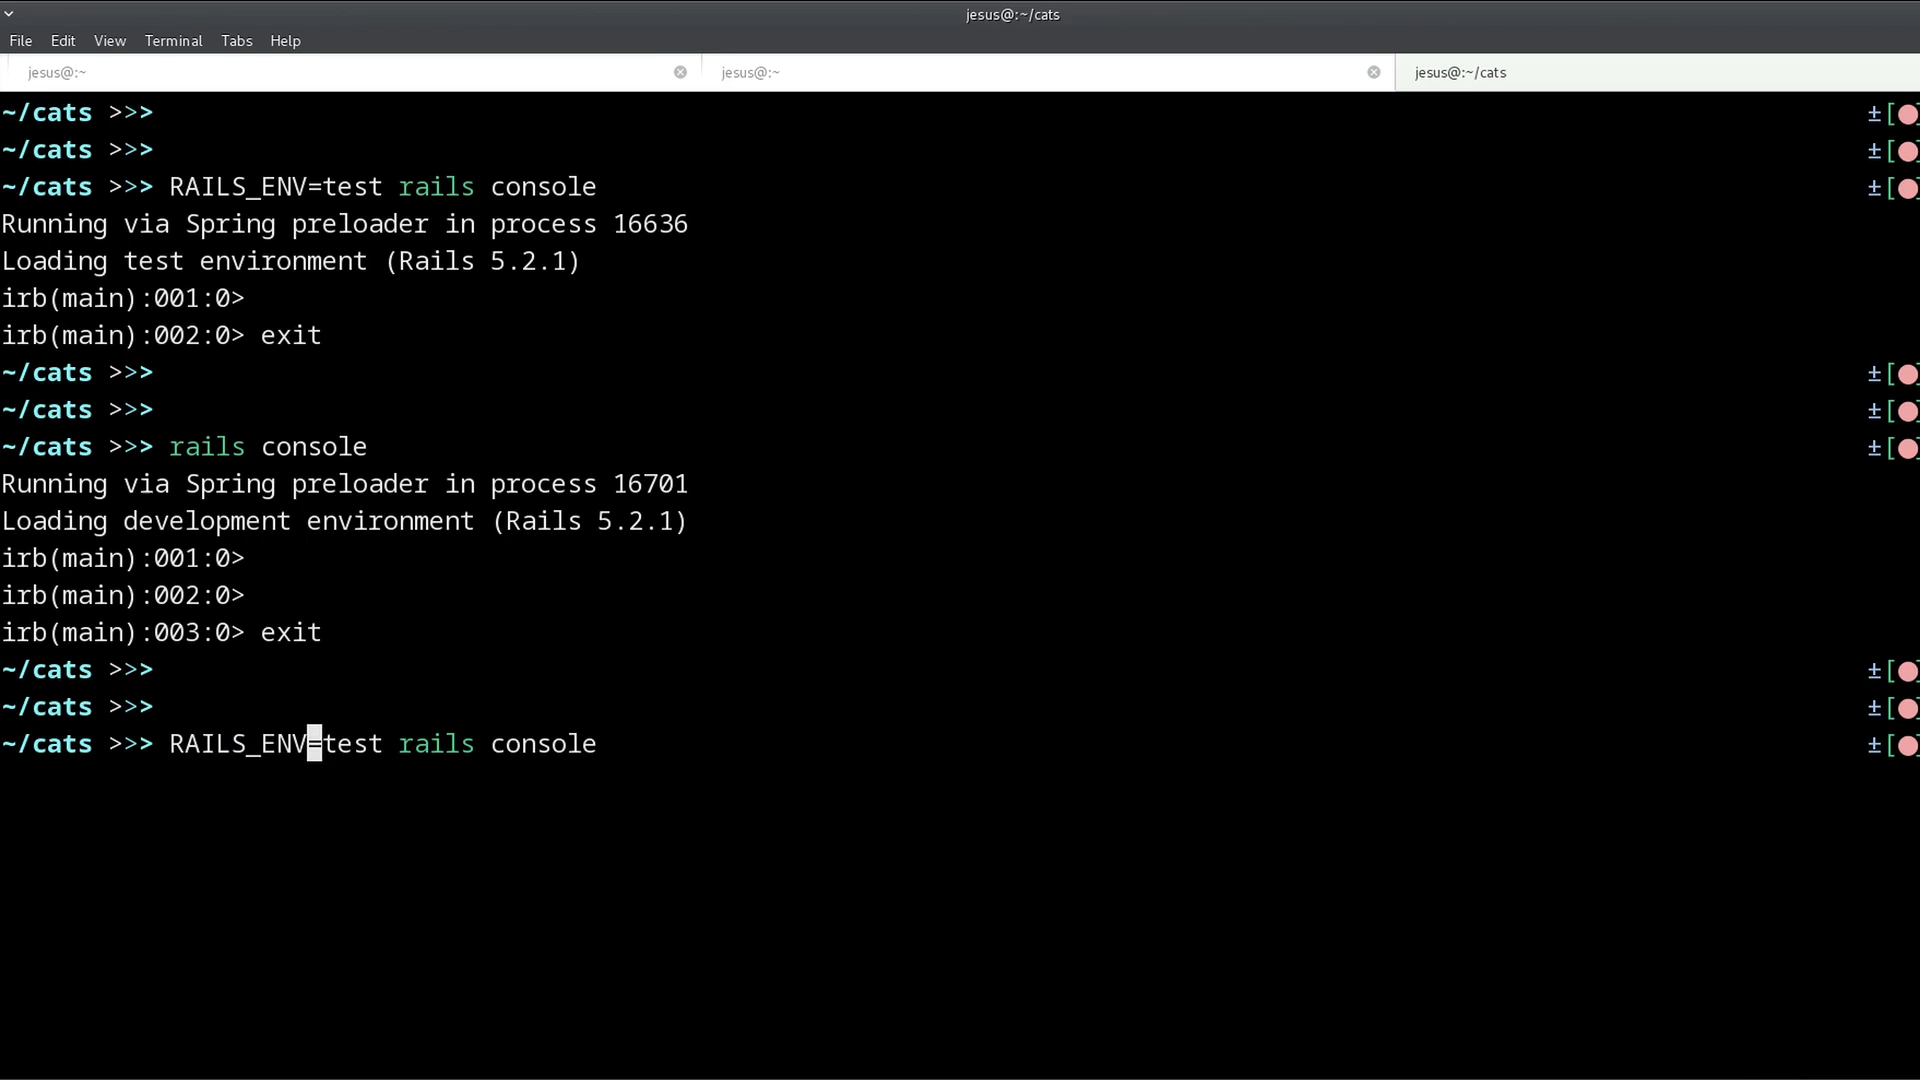 jesus@:~/cats
File Edit View Terminal Tabs Help
jesus@:~ jesus@:~ jesus@:~/cats
~/cats >>> ±[●]
~/cats >>> ±[●]
~/cats >>> RAILS_ENV=test rails console ±[●]
Running via Spring preloader in process 16636
Loading test environment (Rails 5.2.1)
irb(main):001:0>
irb(main):002:0> exit
~/cats >>> ±[●]
~/cats >>> ±[●]
~/cats >>> rails console ±[●]
Running via Spring preloader in process 16701
Loading development environment (Rails 5.2.1)
irb(main):001:0>
irb(main):002:0>
irb(main):003:0> exit
~/cats >>> ±[●]
~/cats >>> ±[●]
~/cats >>> RAILS_ENV=test rails console ±[●]